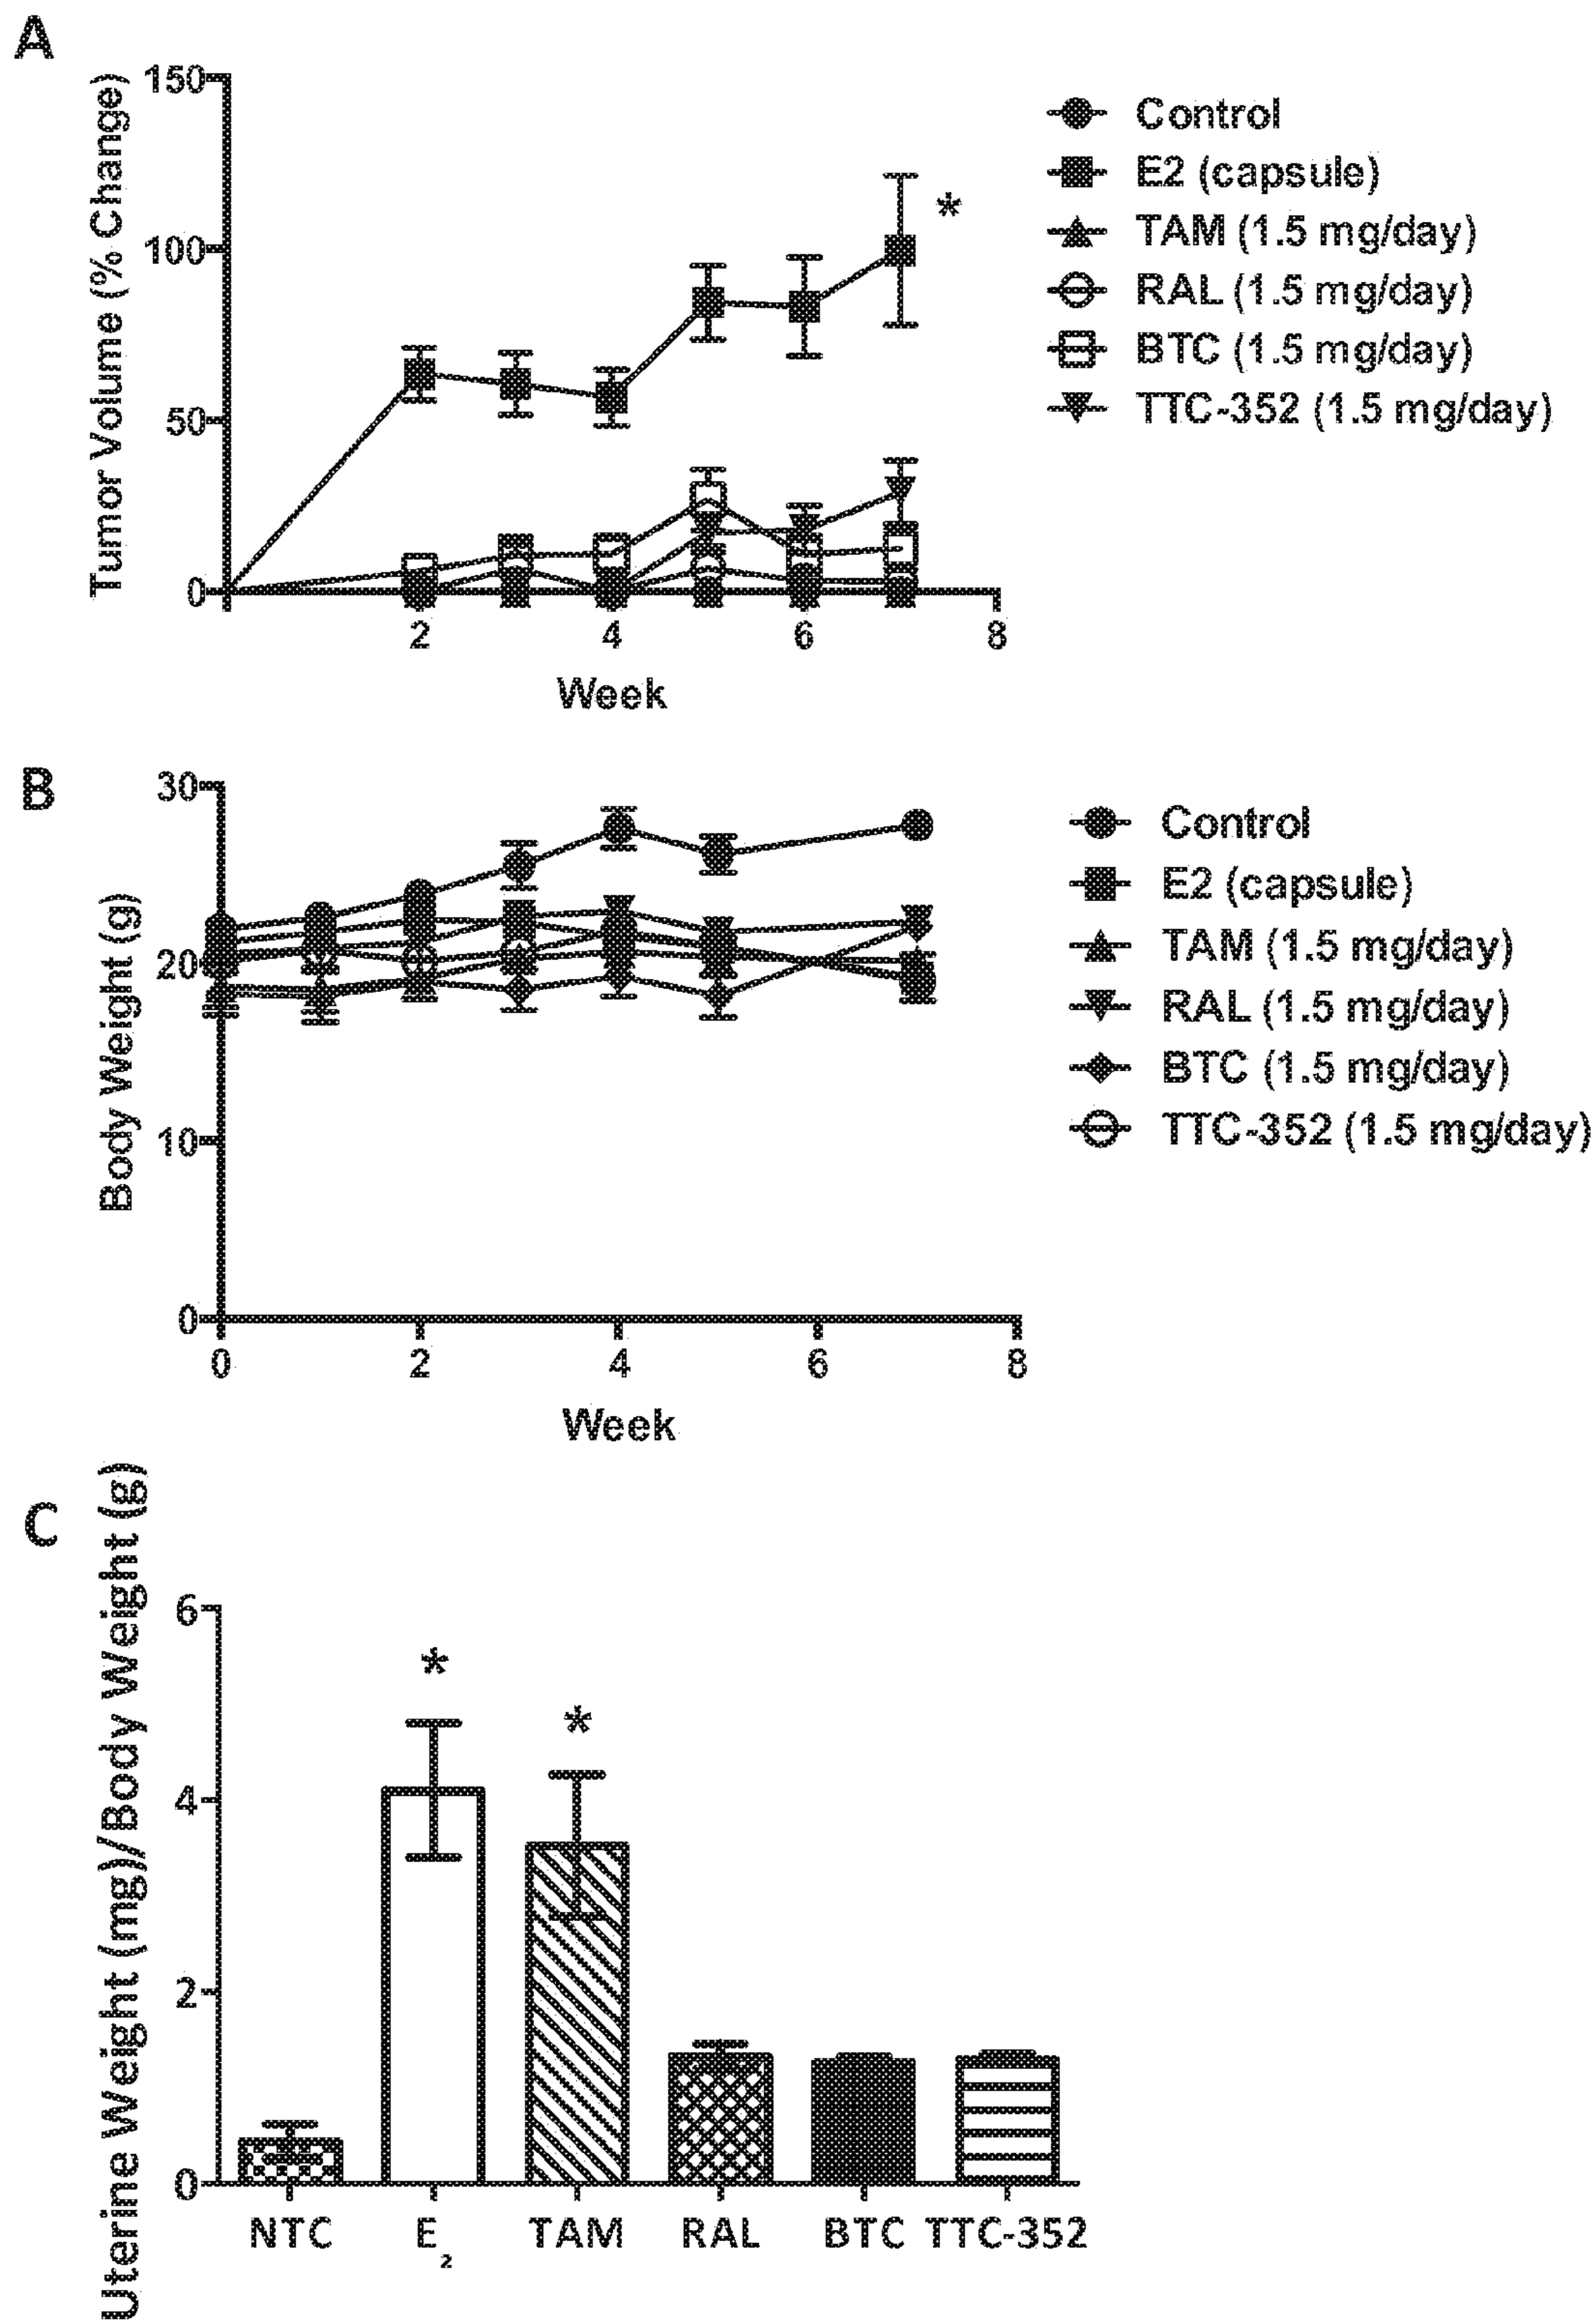 A
Tumor Volume (% Change)
150
100
50
0
2
4
6
8
Week
*
Control
E2 (capsule)
TAM (1.5 mg/day)
RAL (1.5 mg/day)
BTC (1.5 mg/day)
TTC-352 (1.5 mg/day)
B
Body Weight (g)
30
20
10
0
0
2
4
6
8
Week
Control
E2 (capsule)
TAM (1.5 mg/day)
RAL (1.5 mg/day)
BTC (1.5 mg/day)
TTC-352 (1.5 mg/day)
C
Uterine Weight (mg)/Body Weight (g)
6
4
2
0
*
*
NTC
E₂
TAM
RAL
BTC
TTC-352